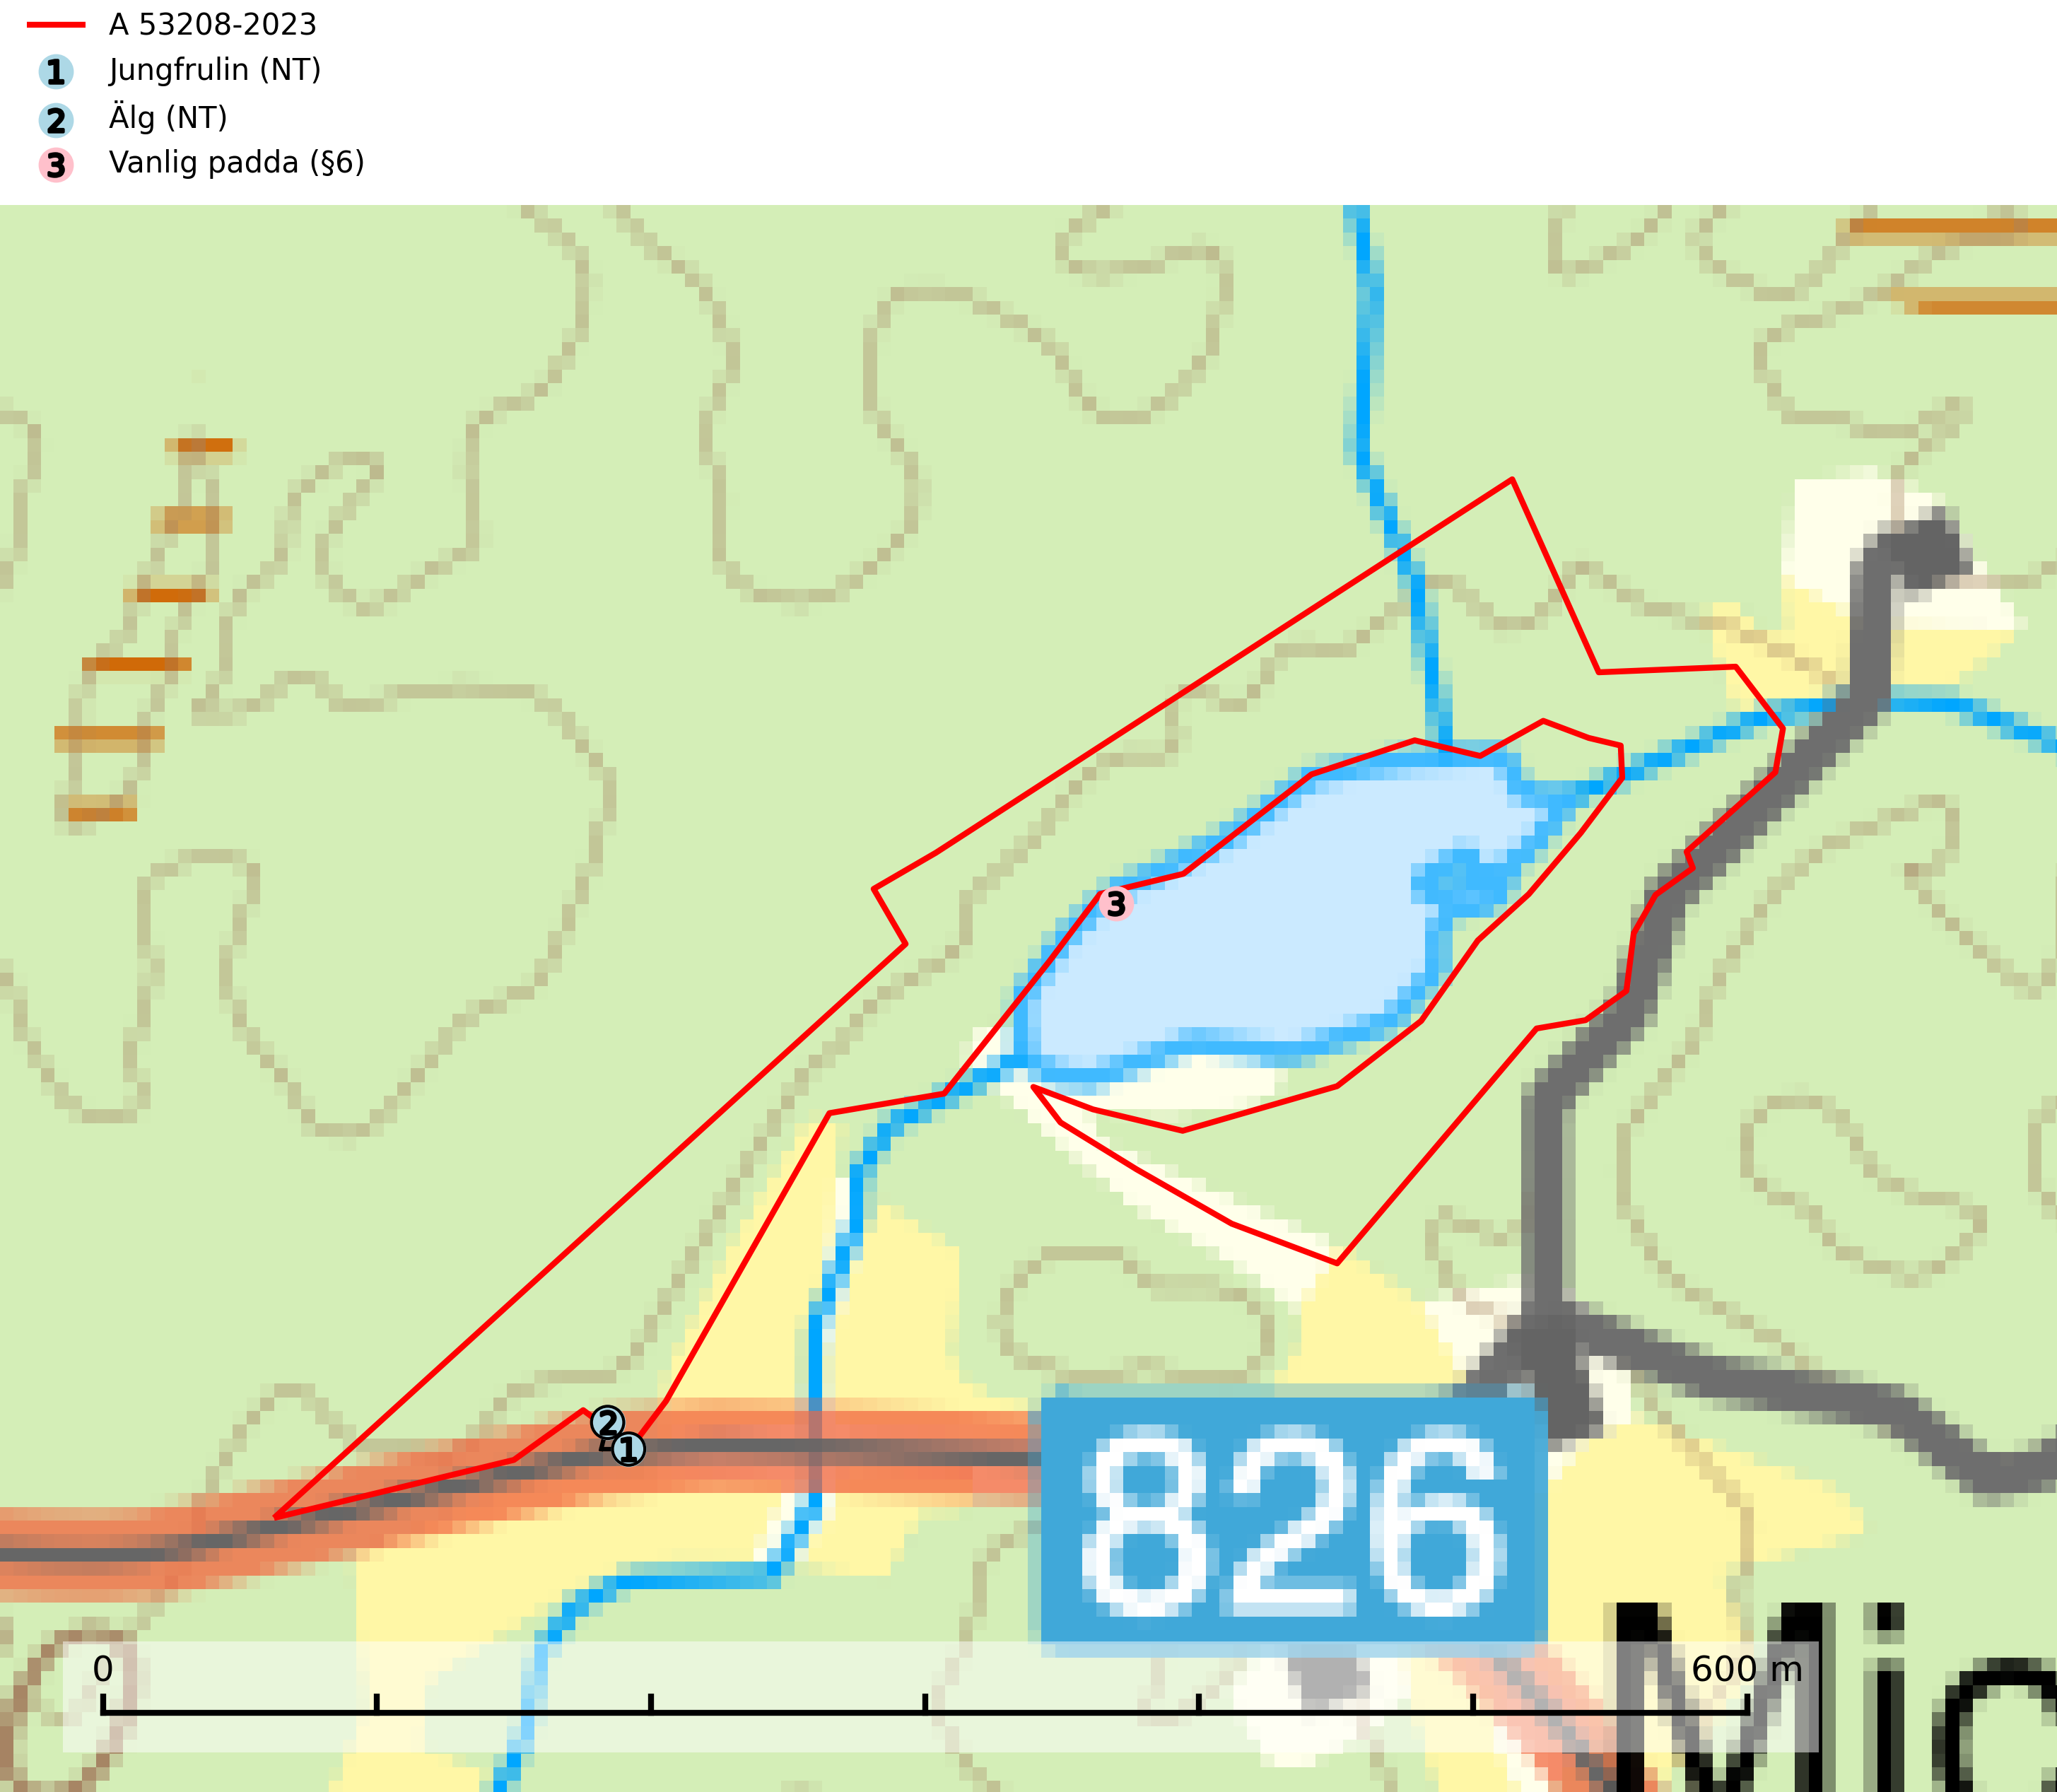 A 53208-2023
1 Jungfrulin (NT)
2 Älg (NT)
3 Vanlig padda (§6)
3
2
1
826
0
600 m